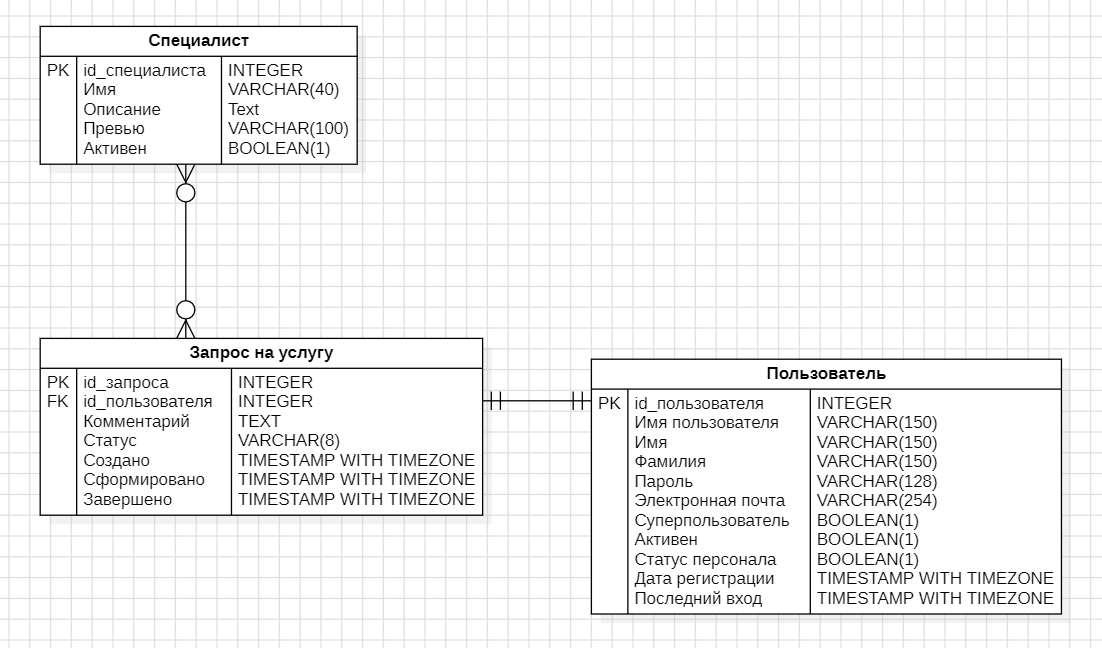 Специалист
PK id_специалиста INTEGER
Имя VARCHAR(40)
Описание Text
Превью VARCHAR(100)
Активен BOOLEAN(1)
Запрос на услугу
PK id_запроса INTEGER
FK id_пользователя INTEGER
Комментарий TEXT
Статус VARCHAR(8)
Создано TIMESTAMP WITH TIMEZONE
Сформировано TIMESTAMP WITH TIMEZONE
Завершено TIMESTAMP WITH TIMEZONE
Пользователь
PK id_пользователя INTEGER
Имя пользователя VARCHAR(150)
Имя VARCHAR(150)
Фамилия VARCHAR(150)
Пароль VARCHAR(128)
Электронная почта VARCHAR(254)
Суперпользователь BOOLEAN(1)
Активен BOOLEAN(1)
Статус персонала BOOLEAN(1)
Дата регистрации TIMESTAMP WITH TIMEZONE
Последний вход TIMESTAMP WITH TIMEZONE